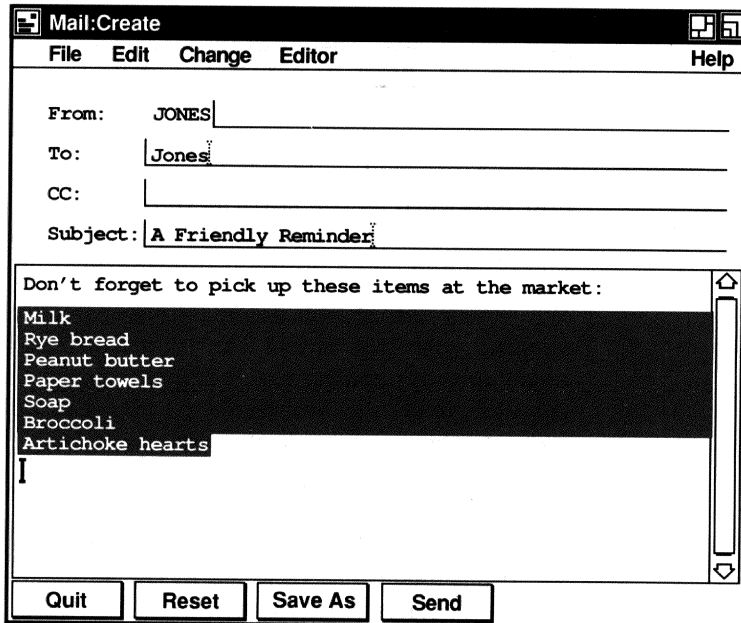 Mail:Create
File Edit Change Editor Help
From: JONES
To: Jones
CC:
Subject: A Friendly Reminder
Don't forget to pick up these items at the market:
Milk
Rye bread
Peanut butter
Paper towels
Soap
Broccoli
Artichoke hearts
Quit Reset Save As Send